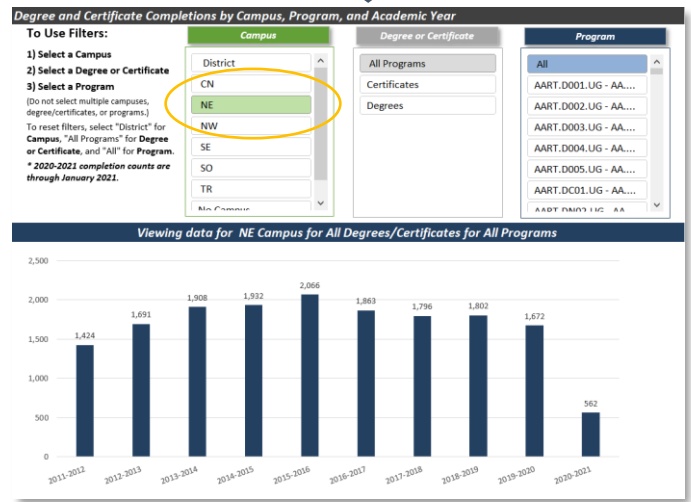 Degree and Certificate Completions by Campus, Program, and Academic Year
To Use Filters:
1) Select a Campus
2) Select a Degree or Certificate
3) Select a Program
(Do not select multiple campuses,
degree/certificates, or programs.)
To reset filters, select "District" for
Campus, "All Programs" for Degree
or Certificate, and "All" for Program.
* 2020-2021 completion counts are
through January 2021.
Campus
District
CN
NE
NW
SE
SO
TR
No Campus
Degree or Certificate
All Programs
Certificates
Degrees
Program
All
AART.D001.UG - AA....
AART.D002.UG - AA....
AART.D003.UG - AA....
AART.D004.UG - AA....
AART.D005.UG - AA....
AART.DC01.UG - AA....
AART.DN02.UG - AA
Viewing data for NE Campus for All Degrees/Certificates for All Programs
2,500
2,000
1,500
1,000
500
0
1,424
1,691
1,908
1,932
2,066
1,863
1,796
1,802
1,672
562
2011-2012
2012-2013
2013-2014
2014-2015
2015-2016
2016-2017
2017-2018
2018-2019
2019-2020
2020-2021